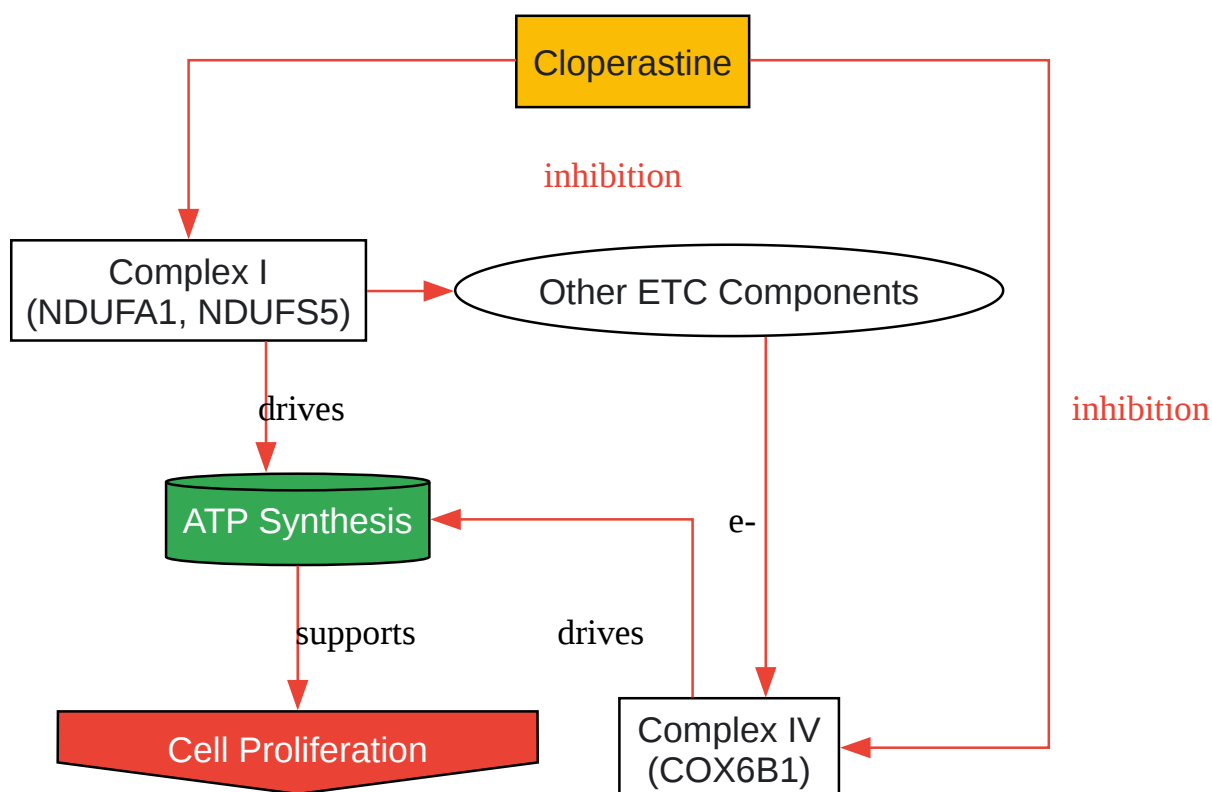 Cloperastine
inhibition
Complex I
(NDUFA1, NDUFS5)
Other ETC Components
drives
inhibition
ATP Synthesis
e-
supports
drives
Complex IV
(COX6B1)
Cell Proliferation